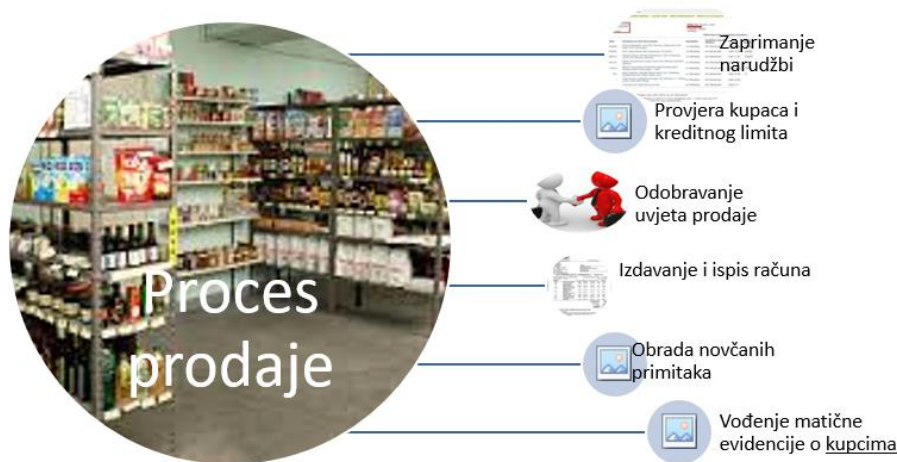 Proces
prodaje
Zaprimanje
narudžbi
Provjera kupaca i
kreditnog limita
Odobravanje
uvjeta prodaje
Izdavanje i ispis računa
Obrada novčanih
primitaka
Vođenje matične
evidencije o kupcima